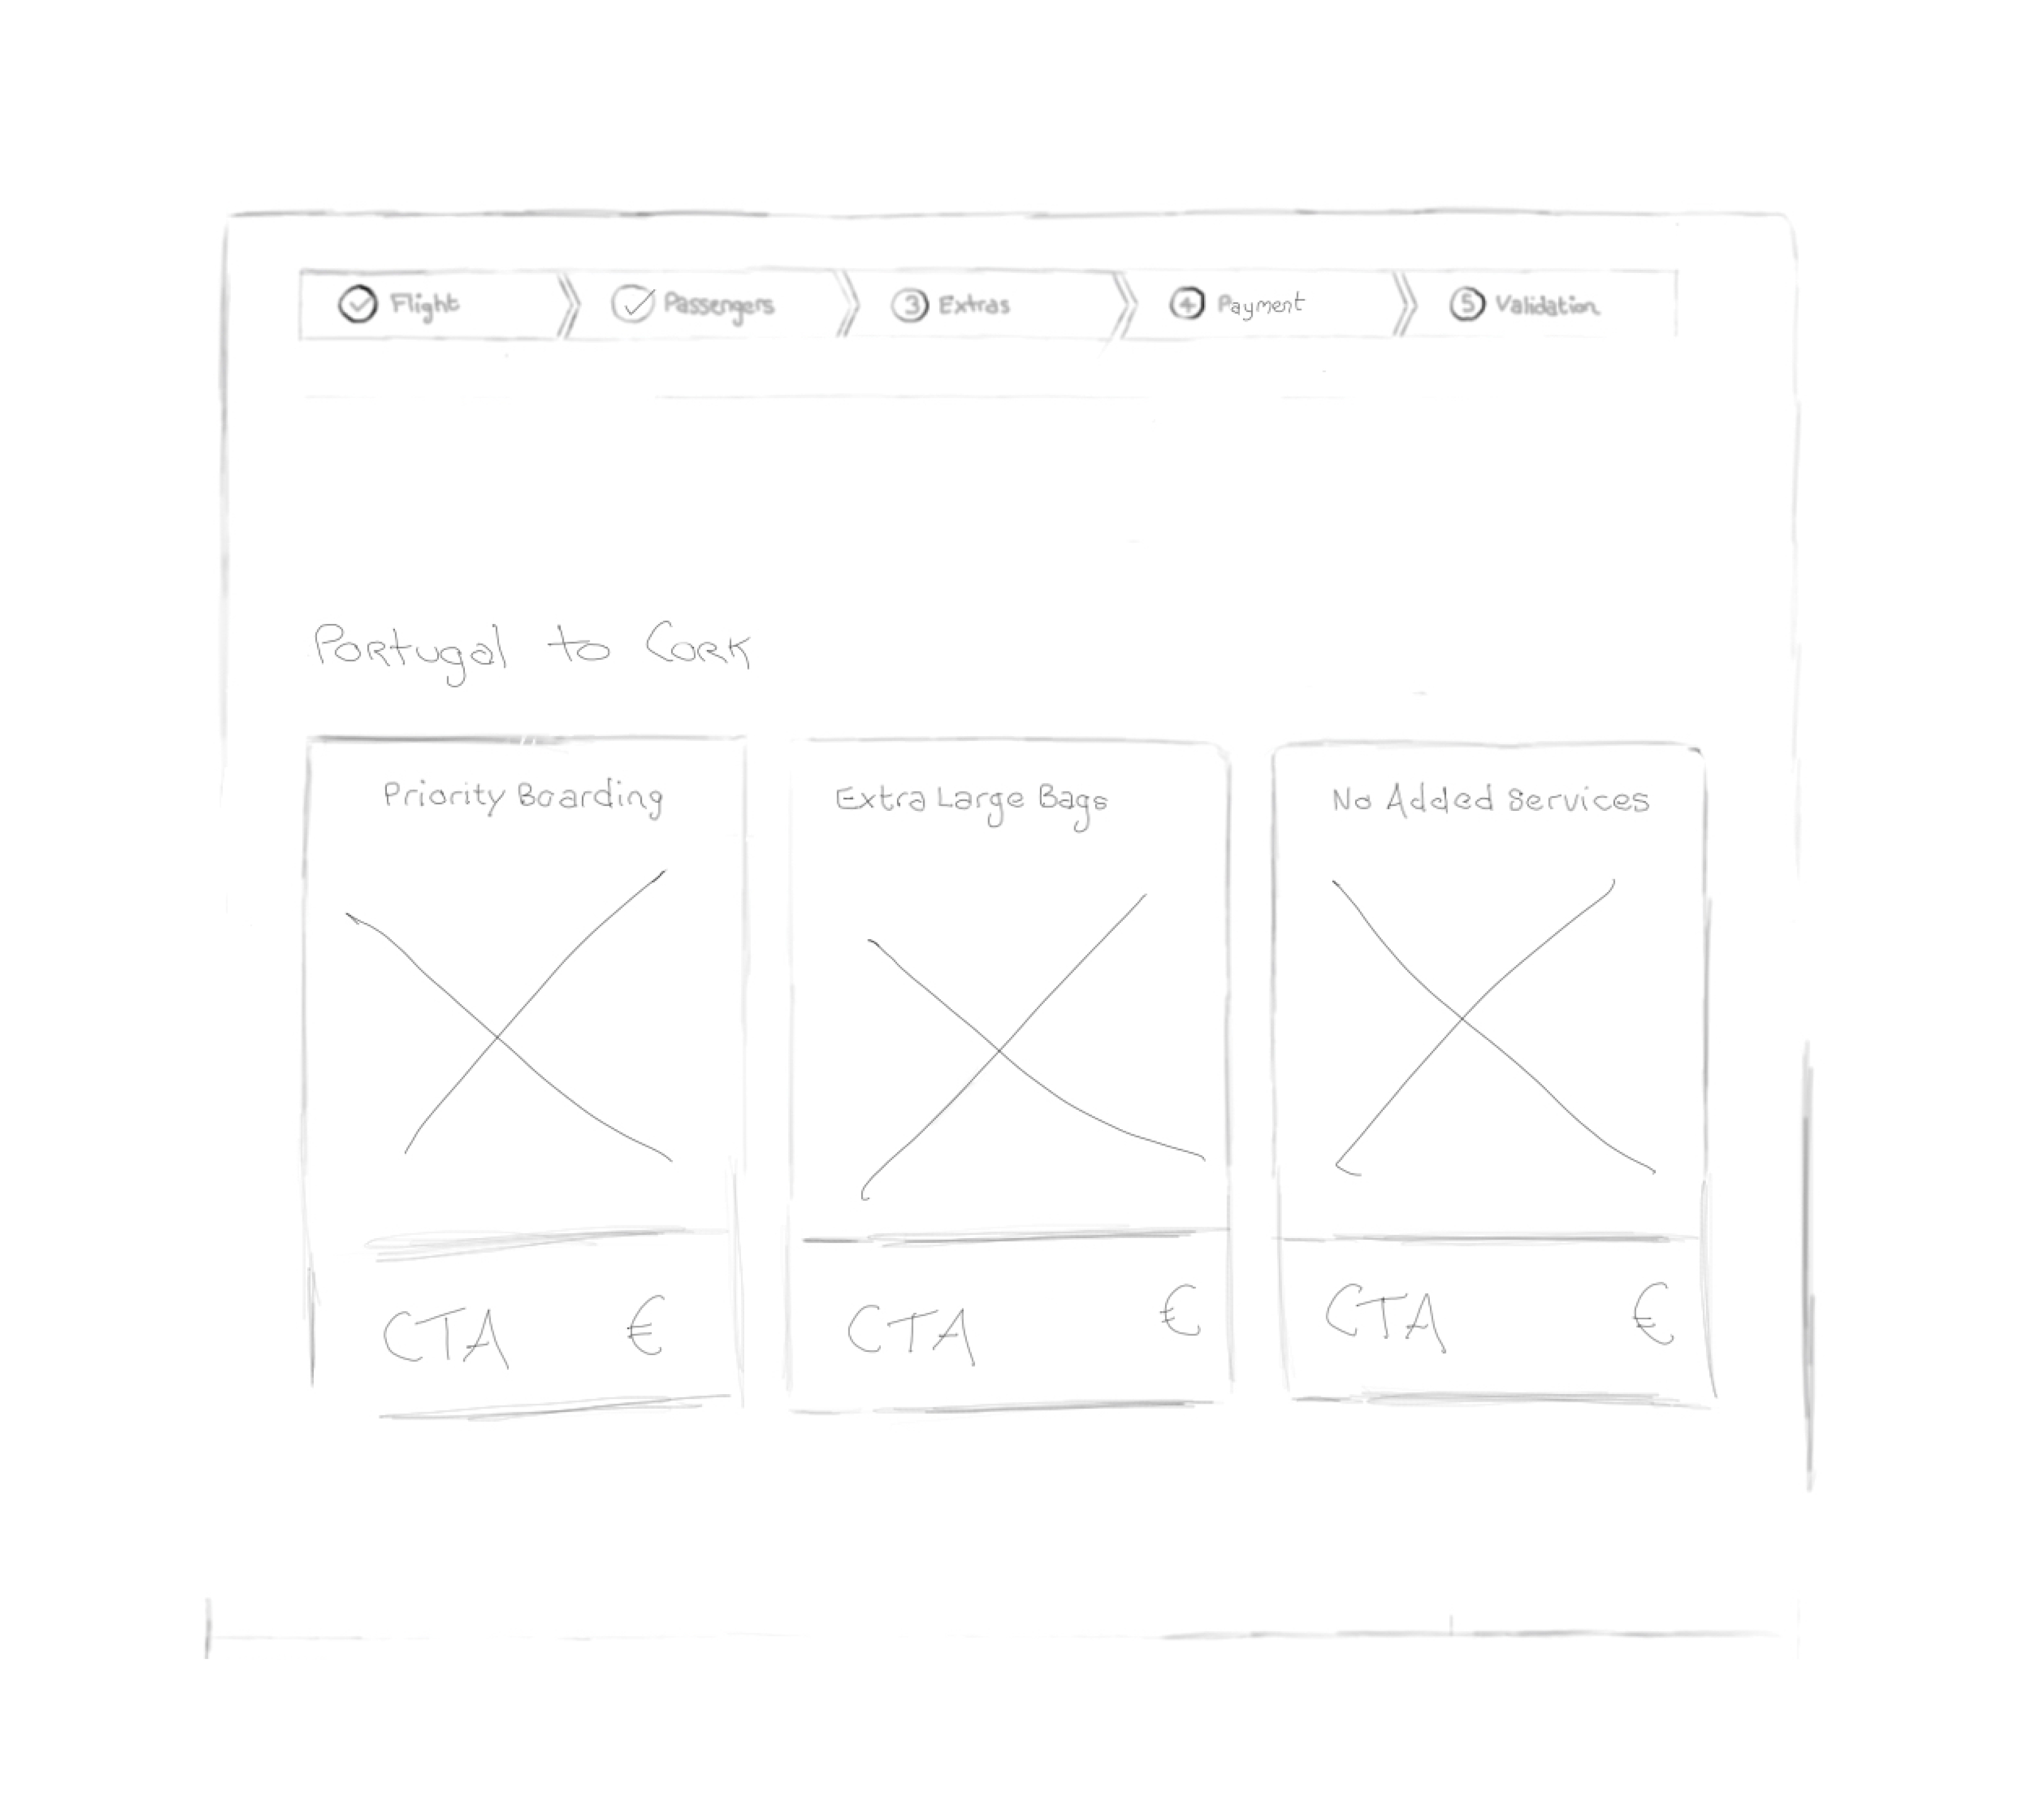 Flight Passengers 3 Extras 4 Payment 5 Validation
Portugal to Cork
Priority Boarding
Extra Large Bags
No Added Services
CTA €
CTA €
CTA €